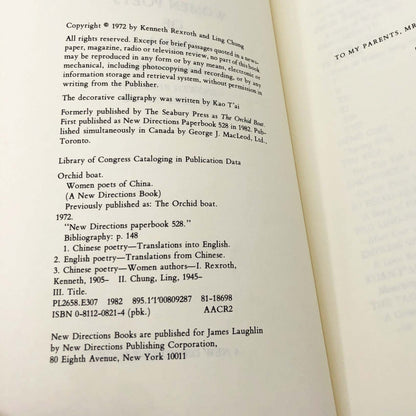 Copyright © 1972 by Kenneth Rexroth and Ling Chung
All rights reserved. Except for brief passages quoted in a news-
paper, magazine, radio or television review, no part of this book
may be reproduced in any form or by any means, electronic or
mechanical, including photocopying and recording, or by any
information storage and retrieval system, without permission in
writing from the Publisher.
The decorative calligraphy was written by Kao T'ai
Formerly published by The Seabury Press as The Orchid Boat.
First published as New Directions Paperbook 528 in 1982. Pub-
lished simultaneously in Canada by George J. MacLeod, Ltd.,
Toronto.
Library of Congress Cataloging in Publication Data
Orchid boat.
Women poets of China.
(A New Directions Book)
Previously published as: The Orchid boat.
1972.
"New Directions paperbook 528."
Bibliography: p. 148
1. Chinese poetry—Translations into English.
2. English poetry—Translations from Chinese.
3. Chinese poetry—Women authors—I. Rexroth,
Kenneth, 1905– II. Chung, Ling, 1945–
III. Title.
PL2658.E307 1982 895.1'1'00809287 81-18698
ISBN 0-8112-0821-4 (pbk.) AACR2
New Directions Books are published for James Laughlin
by New Directions Publishing Corporation,
80 Eighth Avenue, New York 10011
TO MY PARENTS, MR